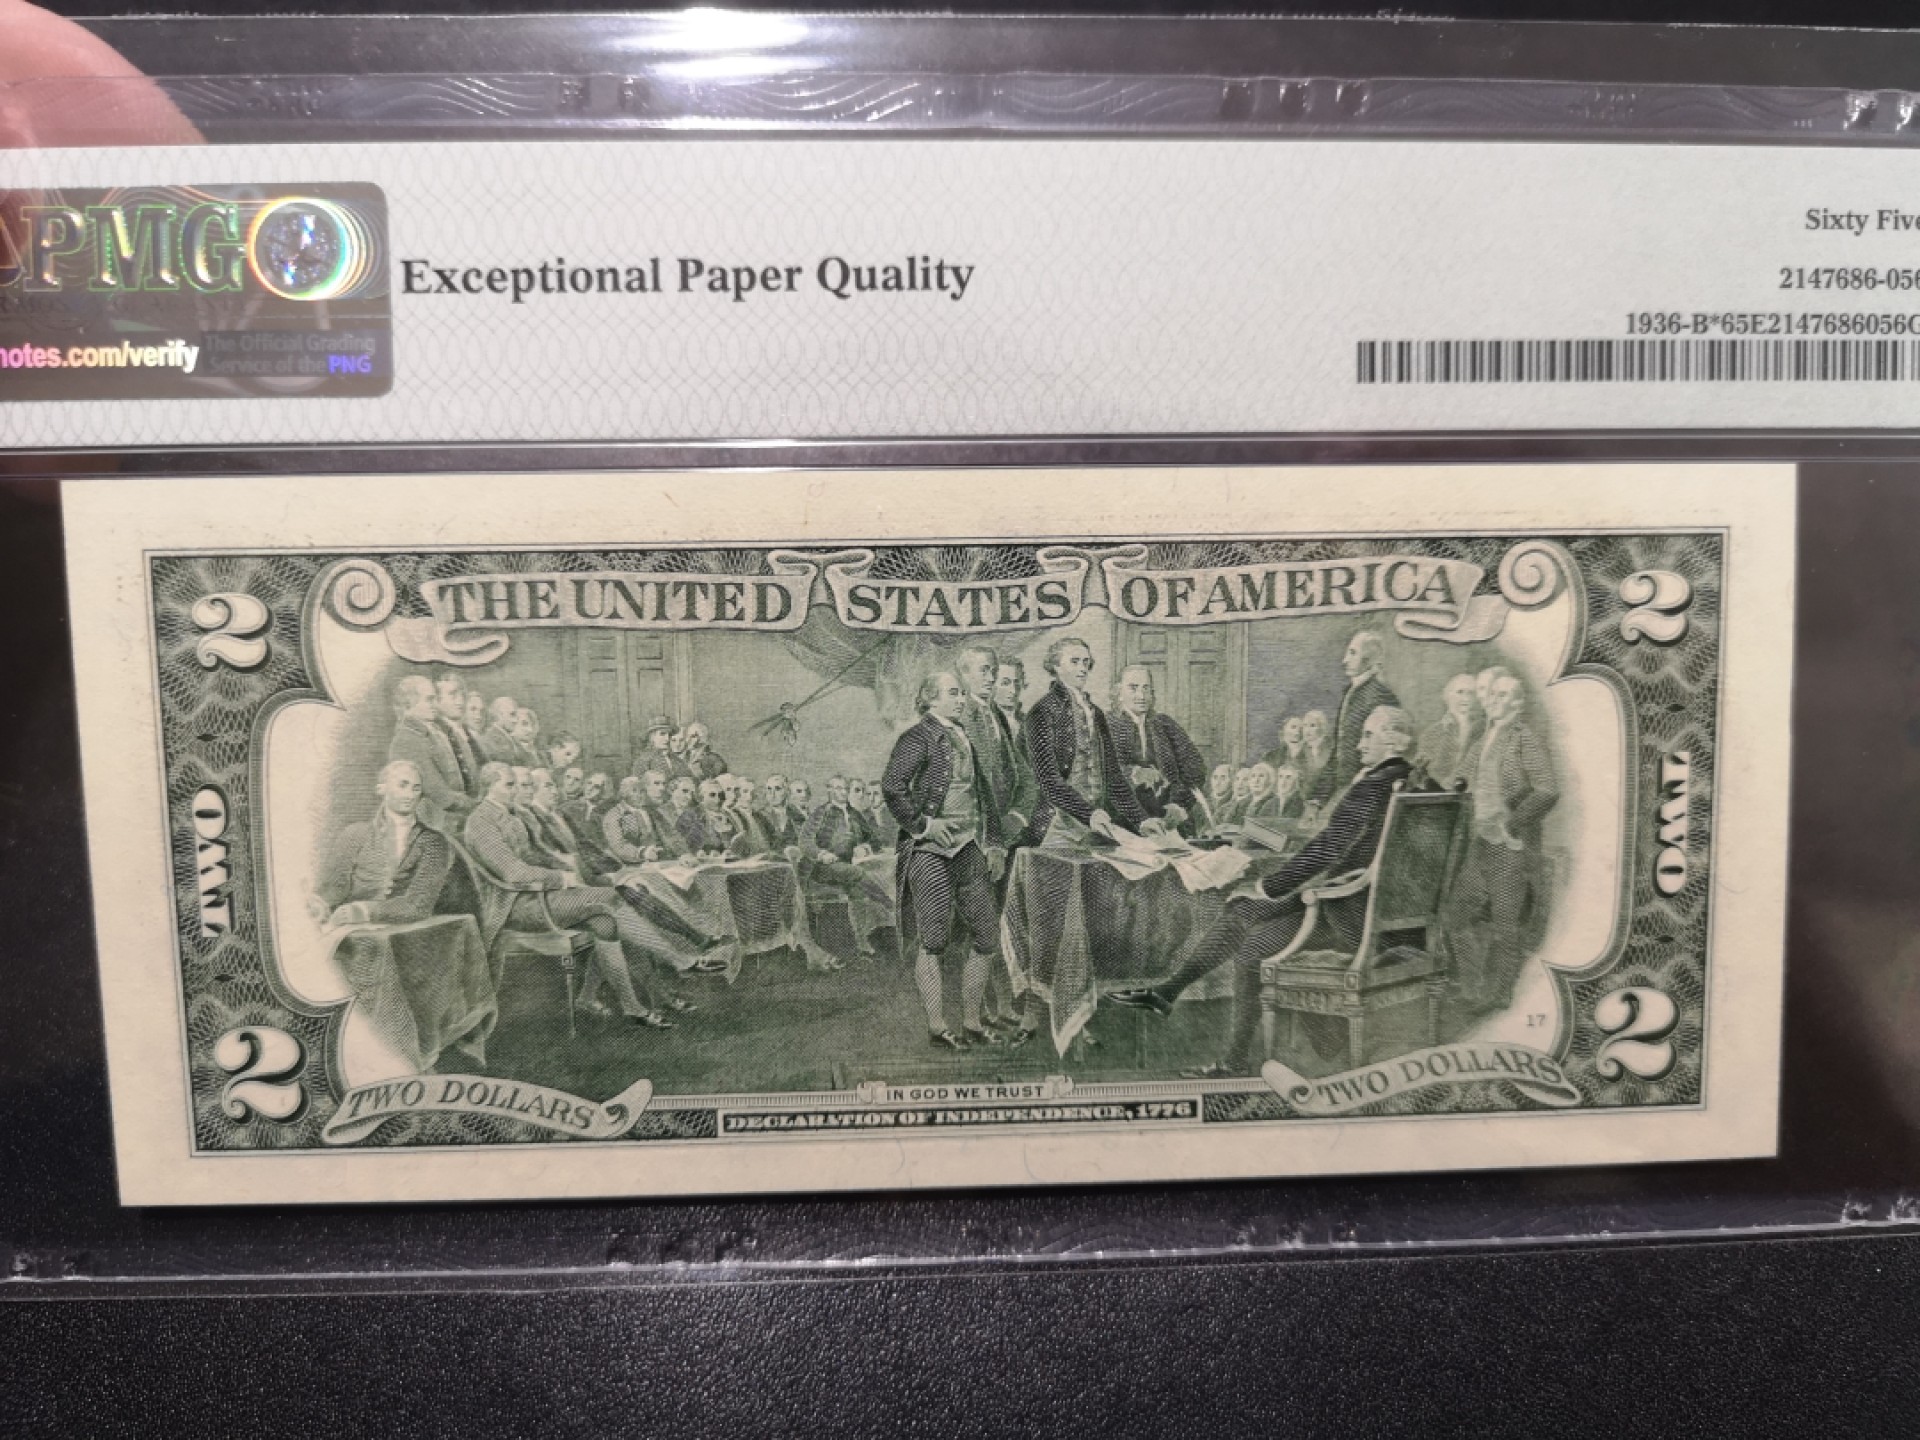 PMG
Exceptional Paper Quality
Sixty Five
2147686-056
1936-B*65E2147686056G
notes.com/verify
The Official Grading
Service of the PNG
THE UNITED STATES OF AMERICA
2
2
TWO
TWO
17
2
2
TWO DOLLARS
IN GOD WE TRUST
TWO DOLLARS
DECLARATION OF INDEPENDENCE, 1776